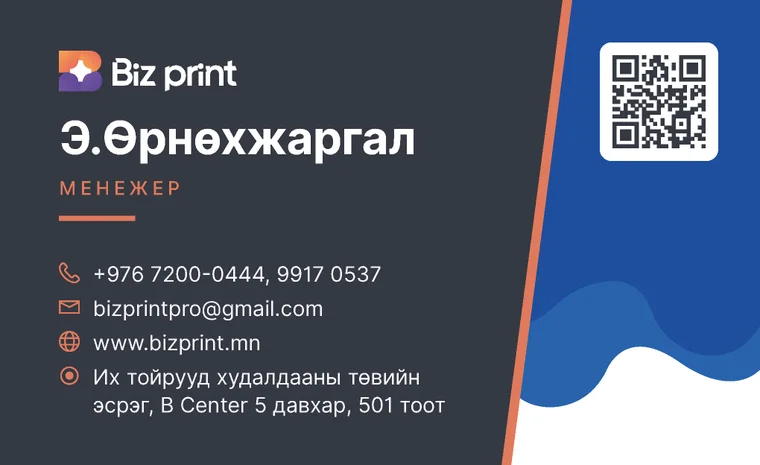 Biz print
Э.Өрнөхжаргал
МЕНЕЖЕР
+976 7200-0444, 9917 0537
bizprintpro@gmail.com
www.bizprint.mn
Их тойрууд худалдааны төвийн
эсрэг, B Center 5 давхар, 501 тоот